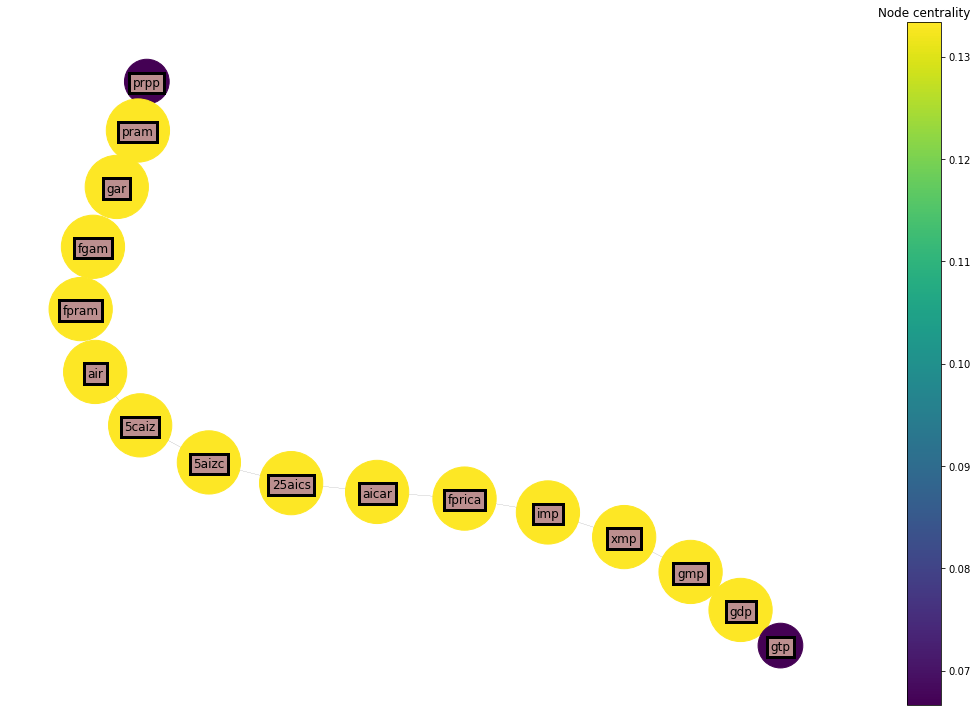 Node centrality
prpp
pram
gar
fgam
fpram
air
5caiz
5aizc
25aics
aicar
fprica
imp
xmp
gmp
gdp
gtp
0.13
0.12
0.11
0.10
0.09
0.08
0.07